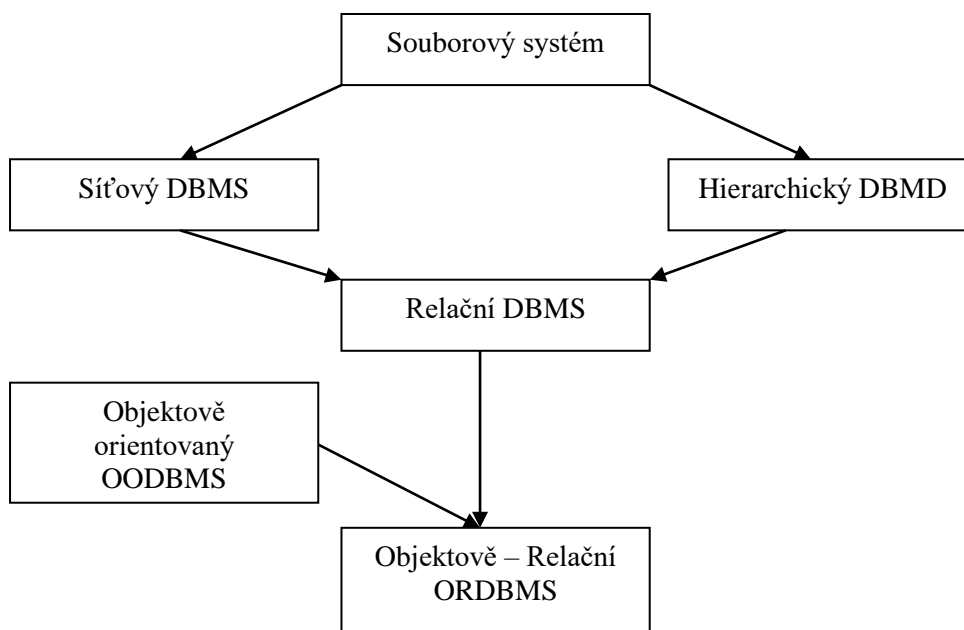 Souborový systém
Síťový DBMS
Hierarchický DBMD
Relační DBMS
Objektově
orientovaný
OODBMS
Objektově – Relační
ORDBMS